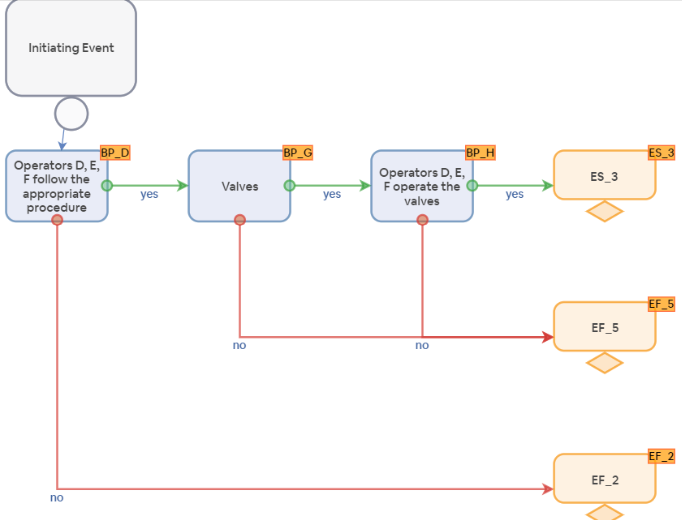 Initiating Event
BP_D
BP_G
BP_H
ES_3
Operators D, E,
F follow the
appropriate
procedure
yes
Valves
yes
Operators D, E,
F operate the
valves
yes
ES_3
EF_5
EF_5
no
no
EF_2
EF_2
no